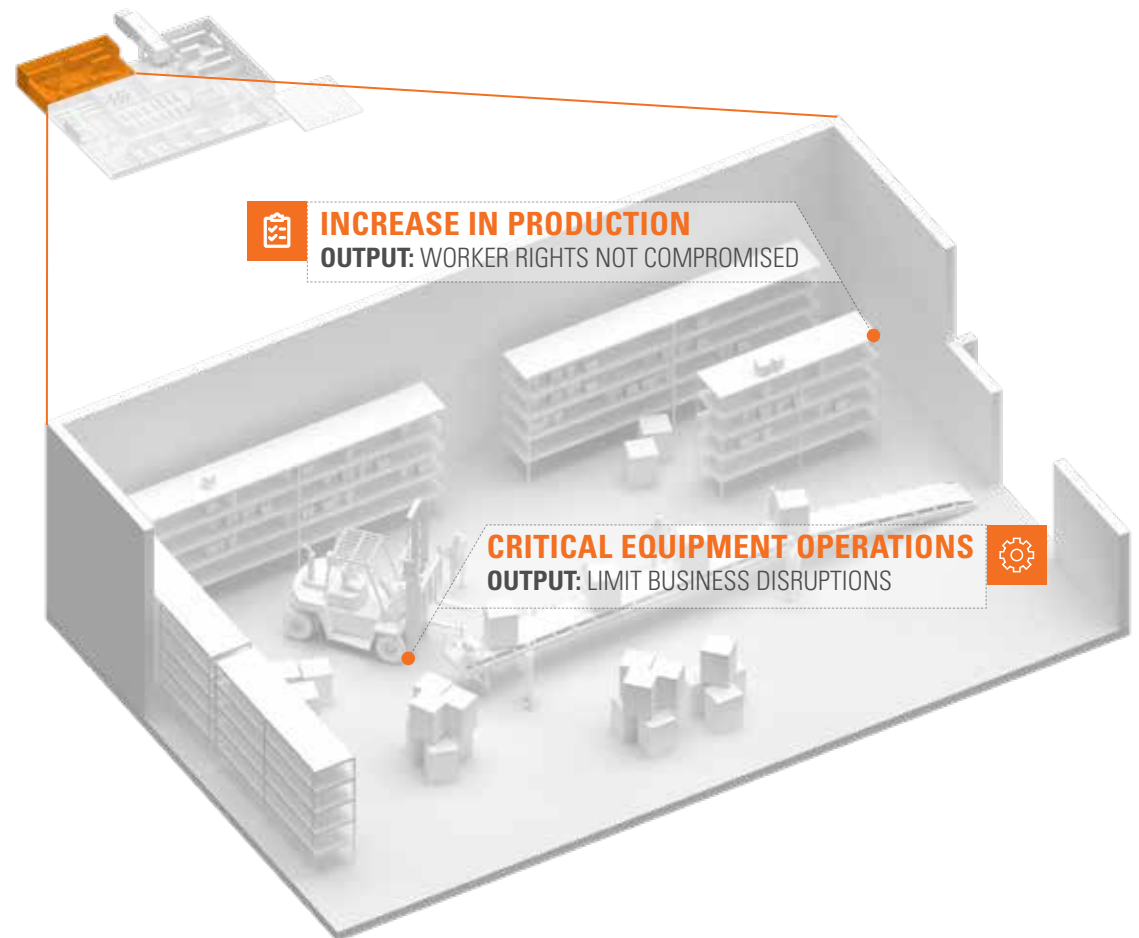 INCREASE IN PRODUCTION
OUTPUT: WORKER RIGHTS NOT COMPROMISED
CRITICAL EQUIPMENT OPERATIONS
OUTPUT: LIMIT BUSINESS DISRUPTIONS